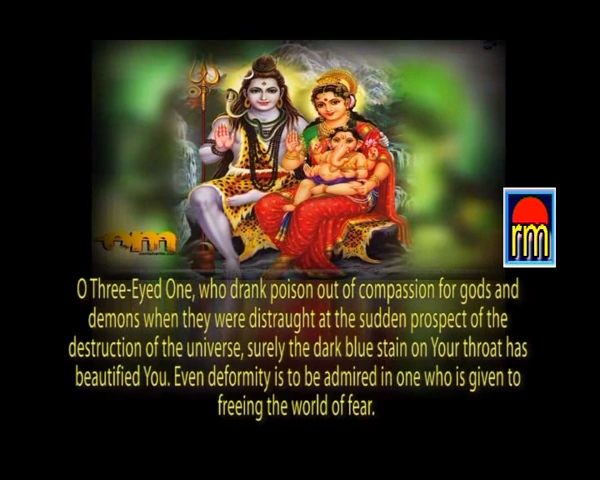 rm
O Three-Eyed One, who drank poison out of compassion for gods and
demons when they were distraught at the sudden prospect of the
destruction of the universe, surely the dark blue stain on Your throat has
beautified You. Even deformity is to be admired in one who is given to
freeing the world of fear.